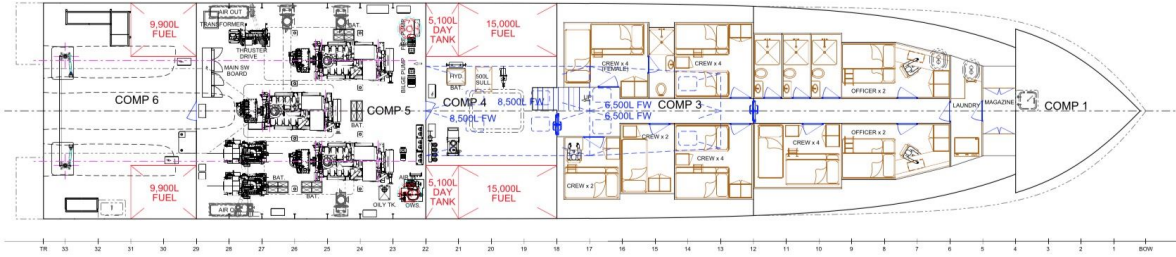 AIR OUT
TRANSFORMER
9,900L
FUEL
THRUSTER
DRIVE
MAIN SW
BOARD
BAT.
BILGE PUMP
5,100L
DAY
TANK
15,000L
FUEL
HYD.
BAT
500L
SULL
CREW x 4
(FEMALE)
CREW x 4
OFFICER x 2
LAUNDRY
MAGAZINE
COMP 6
COMP 5
COMP 4
8,500L FW
8,500L FW
COMP 3
6,500L FW
6,500L FW
COMP 1
UP
CREW x 2
CREW x 4
CREW x 2
CREW x 4
OFFICER x 2
9,900L
FUEL
AIR OUT
BAT.
BAT.
OILY TK.
AIR
OWS.
5,100L
DAY
TANK
15,000L
FUEL
TR 33 32 31 30 29 28 27 26 25 24 23 22 21 20 19 18 17 16 15 14 13 12 11 10 9 8 7 6 5 4 3 2 1 BOW